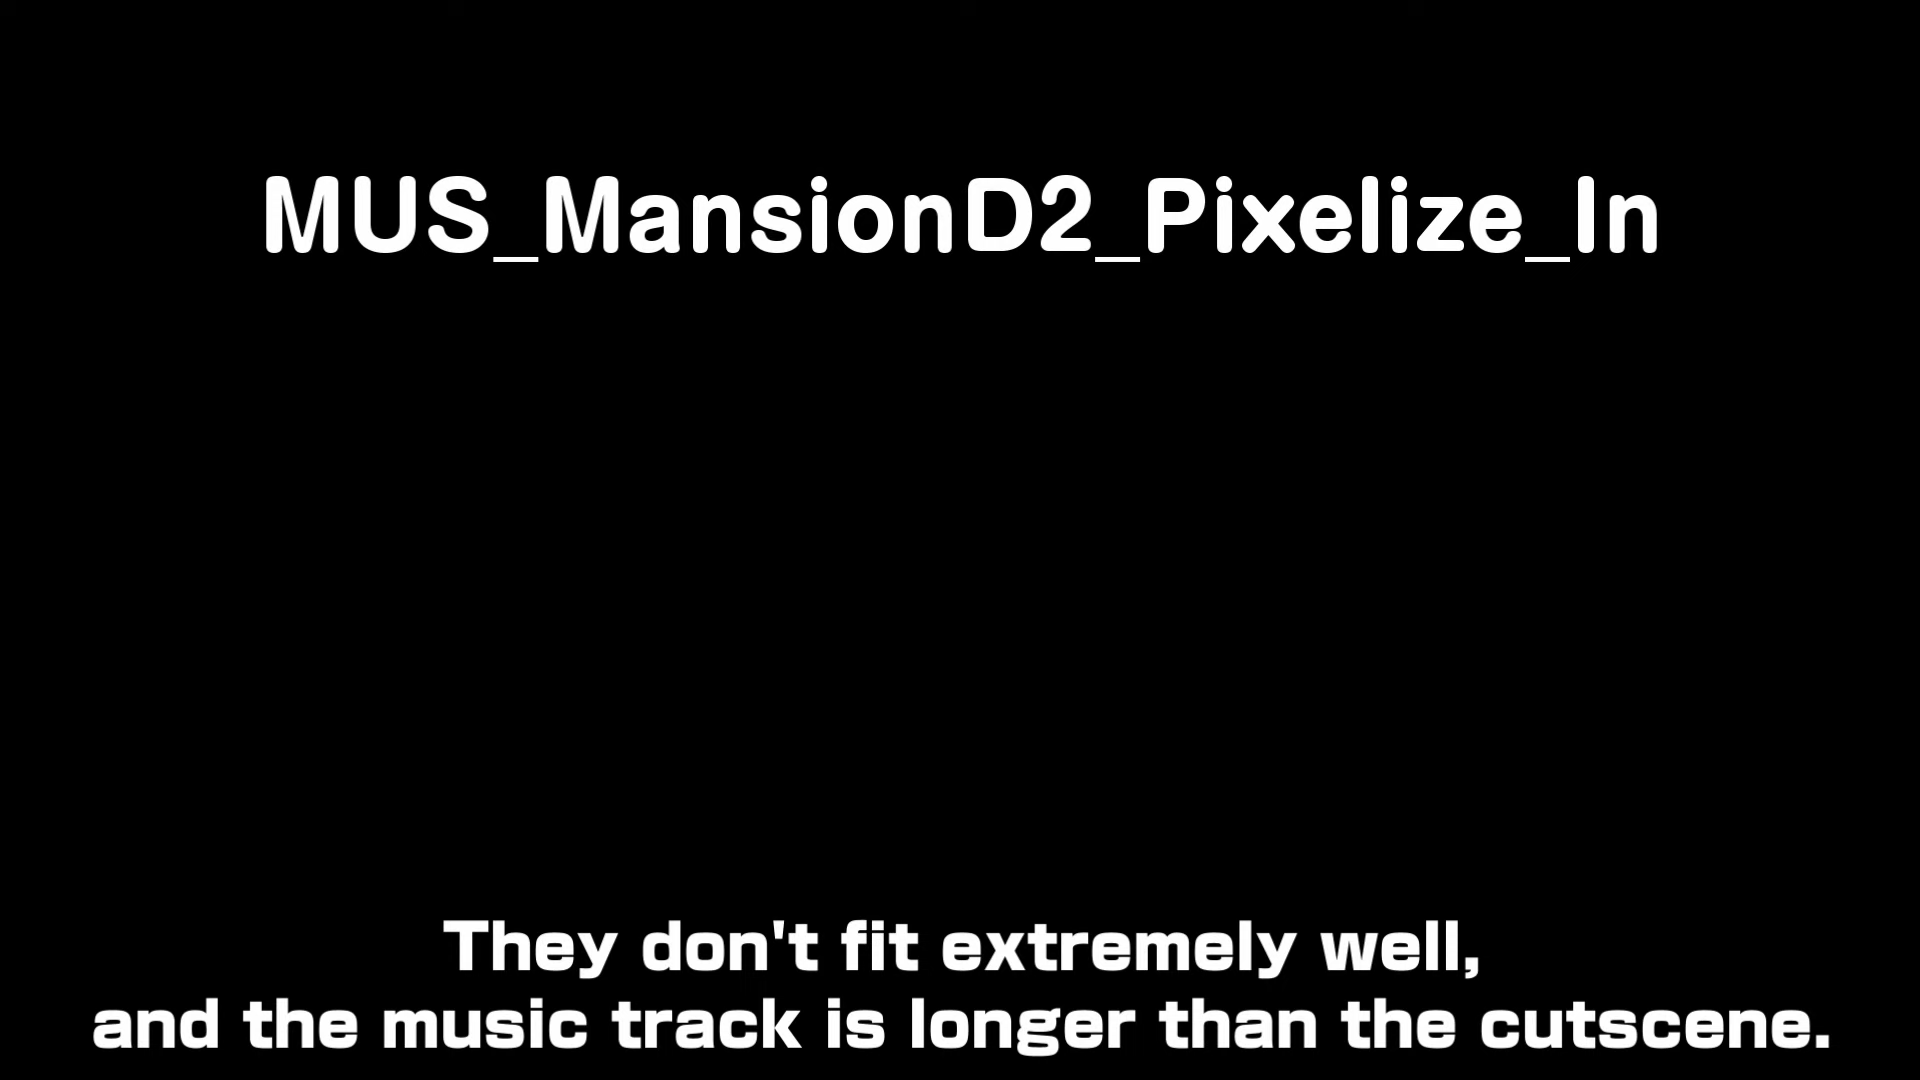 MUS_MansionD2_Pixelize_In
They don't fit extremely well,
and the music track is longer than the cutscene.